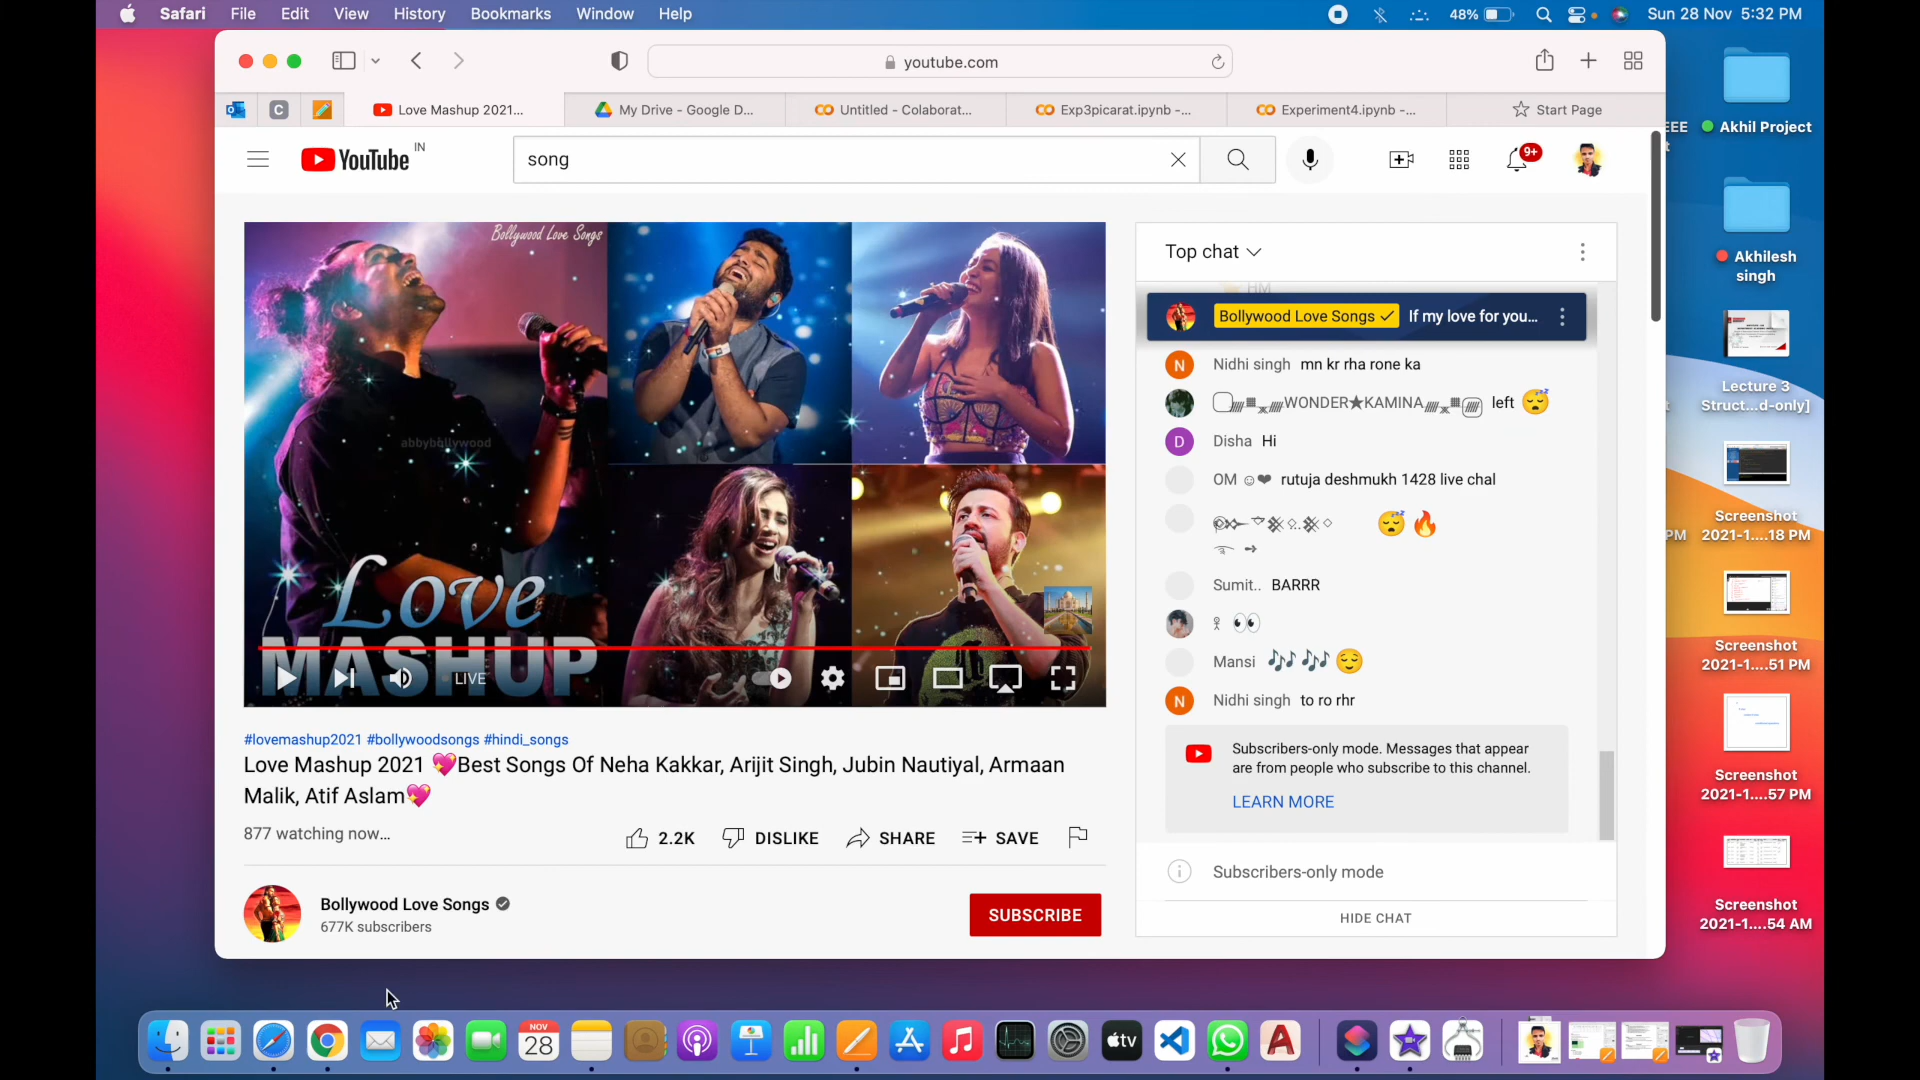 Safari File Edit View History Bookmarks Window Help
48%
Sun 28 Nov 5:32 PM
youtube.com
C
Love Mashup 2021...
My Drive - Google D...
Untitled - Colaborat...
Exp3picarat.ipynb -...
Experiment4.ipynb -...
Start Page
YouTube IN
song
9+
Bollywood Love Songs
abbybollywood
Love
MASHUP
LIVE
#lovemashup2021 #bollywoodsongs #hindi_songs
Love Mashup 2021 💖Best Songs Of Neha Kakkar, Arijit Singh, Jubin Nautiyal, Armaan
Malik, Atif Aslam💖
877 watching now...
2.2K DISLIKE SHARE SAVE
Bollywood Love Songs
677K subscribers
SUBSCRIBE
Top chat
HM
Bollywood Love Songs ✓ If my love for you...
N Nidhi singh mn kr rha rone ka
WONDER★KAMINA left 😴
D Disha Hi
OM ☺❤ rutuja deshmukh 1428 live chal
😴🔥
Sumit.. BARRR
👀
Mansi 🎶 🎶 😌
N Nidhi singh to ro rhr
Subscribers-only mode. Messages that appear
are from people who subscribe to this channel.
LEARN MORE
Subscribers-only mode
HIDE CHAT
EEE
Akhil Project
Akhilesh
singh
Lecture 3
Struct...d-only]
Screenshot
PM 2021-1....18 PM
Screenshot
2021-1....51 PM
Screenshot
2021-1....57 PM
Screenshot
2021-1....54 AM
NOV
28
tv